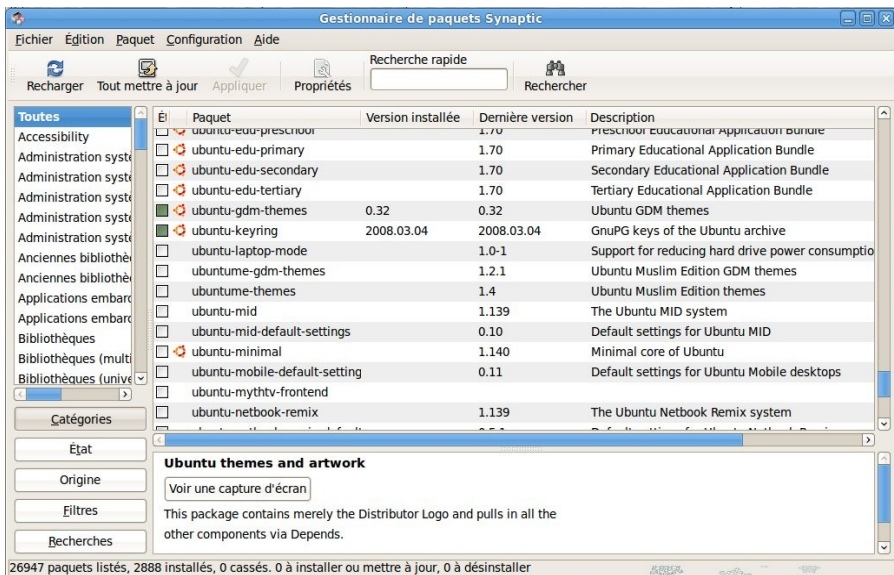 Gestionnaire de paquets Synaptic
Fichier Édition Paquet Configuration Aide
Recharger Tout mettre à jour Appliquer Propriétés Recherche rapide Rechercher
Toutes
Accessibility
Administration systè
Administration systè
Administration systè
Administration systè
Administration systè
Anciennes bibliothè
Anciennes bibliothè
Applications embarq
Applications embarq
Bibliothèques
Bibliothèques (multi
Bibliothèques (unive
Catégories
État
Origine
Filtres
Recherches
Paquet Version installée Dernière version Description
ubuntu-edu-preschool 1.70 Preschool Educational Application Bundle
ubuntu-edu-primary 1.70 Primary Educational Application Bundle
ubuntu-edu-secondary 1.70 Secondary Educational Application Bundle
ubuntu-edu-tertiary 1.70 Tertiary Educational Application Bundle
ubuntu-gdm-themes 0.32 0.32 Ubuntu GDM themes
ubuntu-keyring 2008.03.04 2008.03.04 GnuPG keys of the Ubuntu archive
ubuntu-laptop-mode 1.0-1 Support for reducing hard drive power consumptio
ubuntume-gdm-themes 1.2.1 Ubuntu Muslim Edition GDM themes
ubuntume-themes 1.4 Ubuntu Muslim Edition themes
ubuntu-mid 1.139 The Ubuntu MID system
ubuntu-mid-default-settings 0.10 Default settings for Ubuntu MID
ubuntu-minimal 1.140 Minimal core of Ubuntu
ubuntu-mobile-default-setting 0.11 Default settings for Ubuntu Mobile desktops
ubuntu-mythtv-frontend
ubuntu-netbook-remix 1.139 The Ubuntu Netbook Remix system
Ubuntu themes and artwork
Voir une capture d'écran
This package contains merely the Distributor Logo and pulls in all the
other components via Depends.
26947 paquets listés, 2888 installés, 0 cassés. 0 à installer ou mettre à jour, 0 à désinstaller